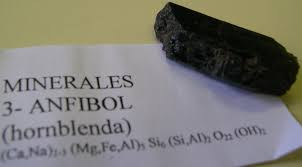 MINERALES
3- ANFIBOL
(hornblenda)
(Ca,Na)₂₋₃ (Mg,Fe,Al)₅ Si₆ (Si,Al)₂ O₂₂ (OH)₂